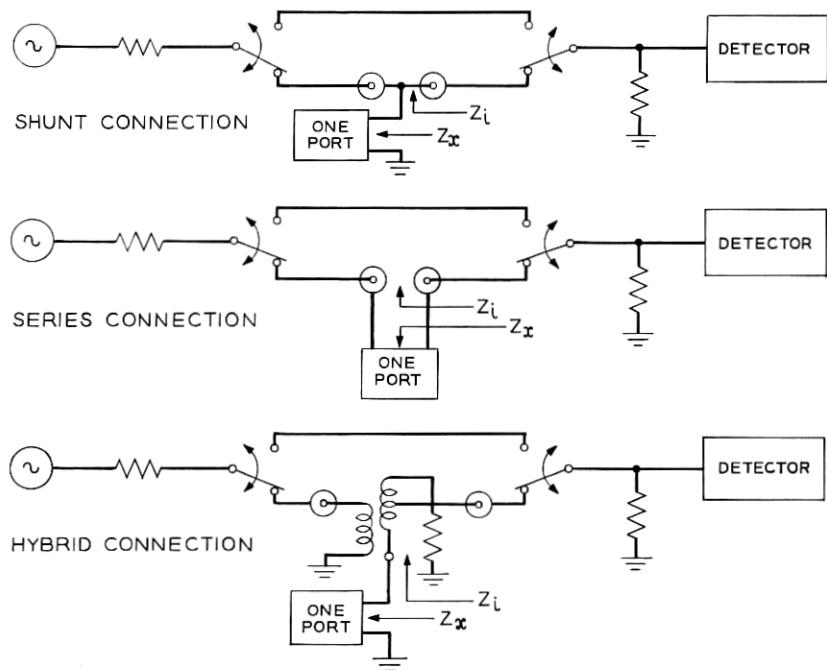 DETECTOR
SHUNT CONNECTION
ONE
PORT
Zi
Zx
DETECTOR
SERIES CONNECTION
Zi
Zx
ONE
PORT
DETECTOR
HYBRID CONNECTION
ONE
PORT
Zi
Zx